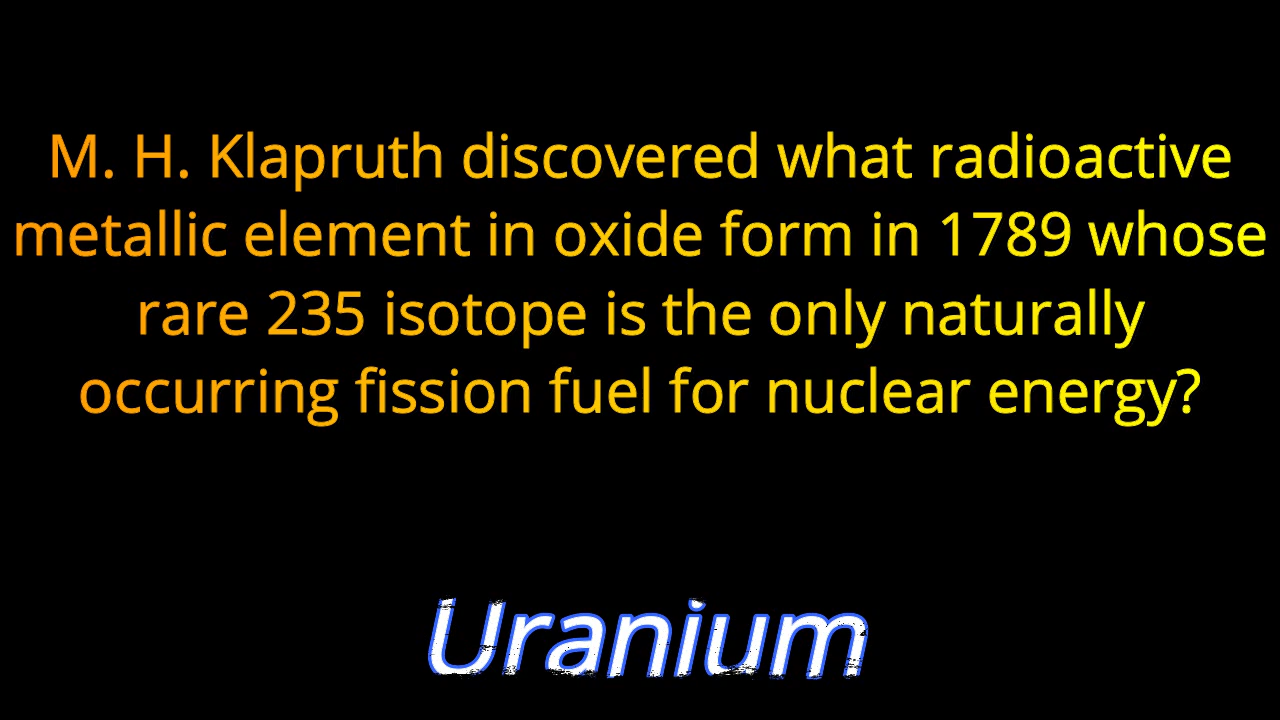 M. H. Klapruth discovered what radioactive
metallic element in oxide form in 1789 whose
rare 235 isotope is the only naturally
occurring fission fuel for nuclear energy?
Uranium